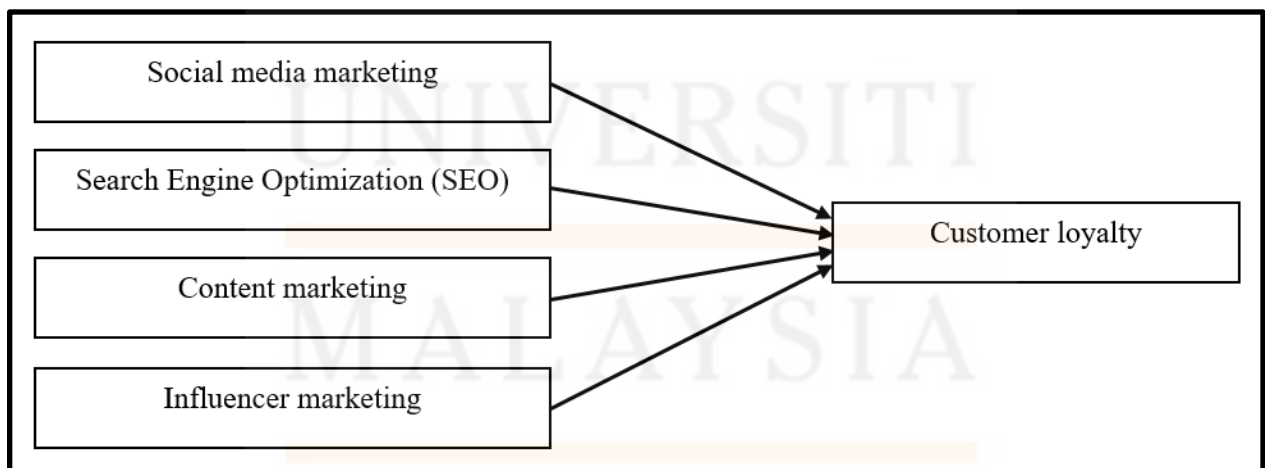 Social media marketing
Search Engine Optimization (SEO)
Content marketing
Influencer marketing
Customer loyalty
UNIVERSITI
MALAYSIA